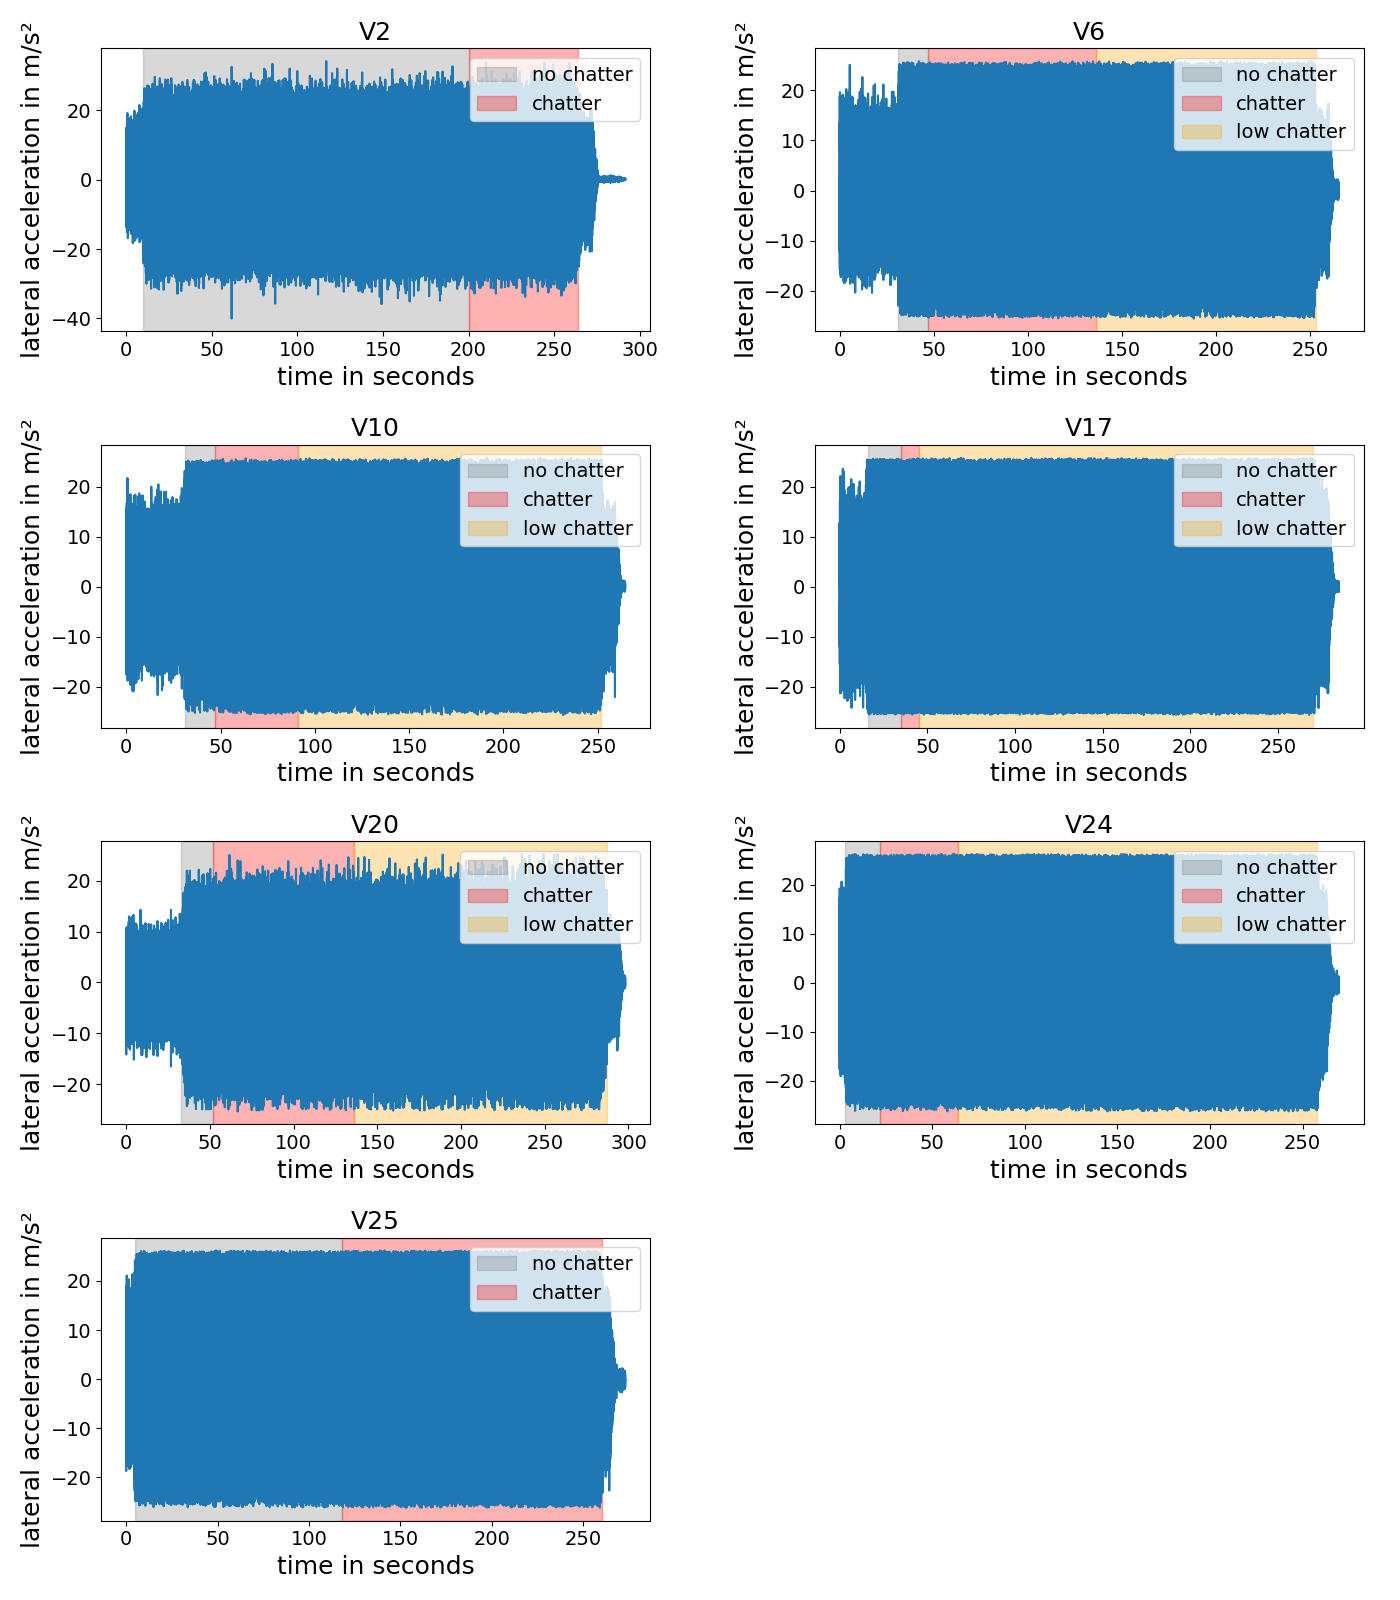 V2
lateral acceleration in m/s²
20
0
−20
−40
no chatter
chatter
0 50 100 150 200 250 300
time in seconds
V6
lateral acceleration in m/s²
20
10
0
−10
−20
no chatter
chatter
low chatter
0 50 100 150 200 250
time in seconds
V10
lateral acceleration in m/s²
20
10
0
−10
−20
no chatter
chatter
low chatter
0 50 100 150 200 250
time in seconds
V17
lateral acceleration in m/s²
20
10
0
−10
−20
no chatter
chatter
low chatter
0 50 100 150 200 250
time in seconds
V20
lateral acceleration in m/s²
20
10
0
−10
−20
no chatter
chatter
low chatter
0 50 100 150 200 250 300
time in seconds
V24
lateral acceleration in m/s²
20
10
0
−10
−20
no chatter
chatter
low chatter
0 50 100 150 200 250
time in seconds
V25
lateral acceleration in m/s²
20
10
0
−10
−20
no chatter
chatter
0 50 100 150 200 250
time in seconds